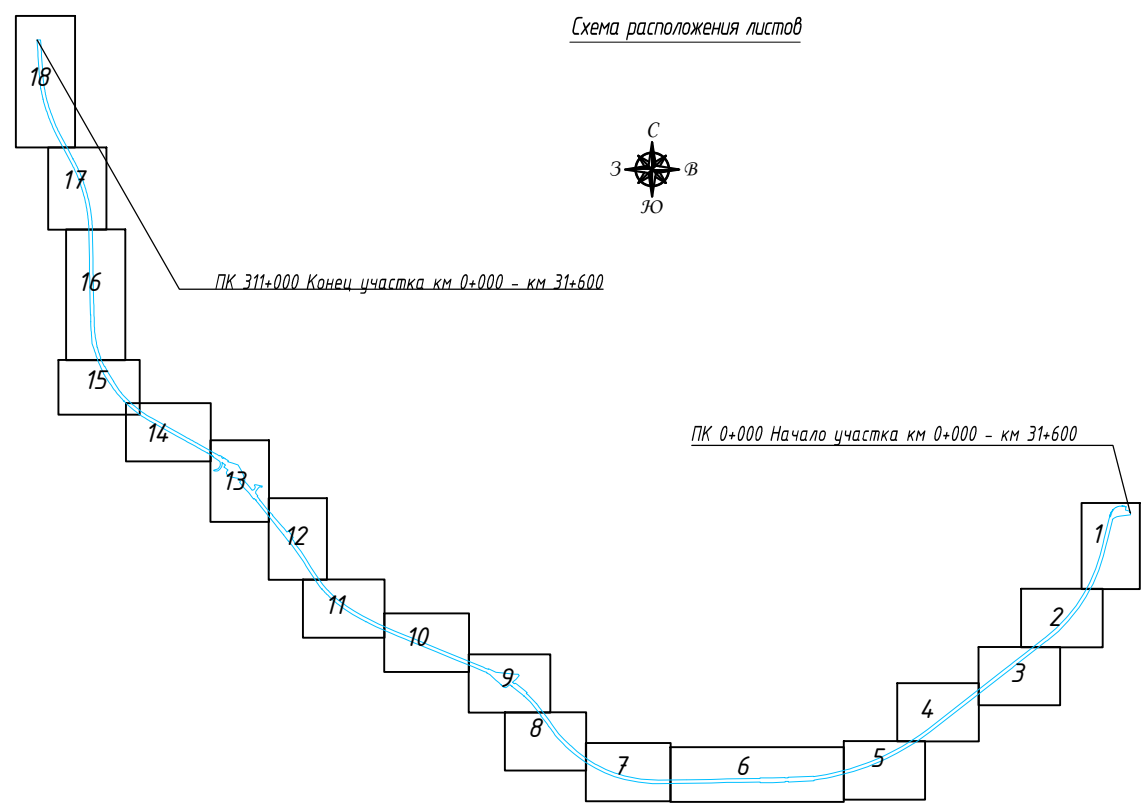 Схема расположения листов
18
С
З
В
Ю
17
16
ПК 311+000 Конец участка км 0+000 - км 31+600
15
14
ПК 0+000 Начало участка км 0+000 - км 31+600
13
12
1
11
2
10
3
9
4
8
7
6
5